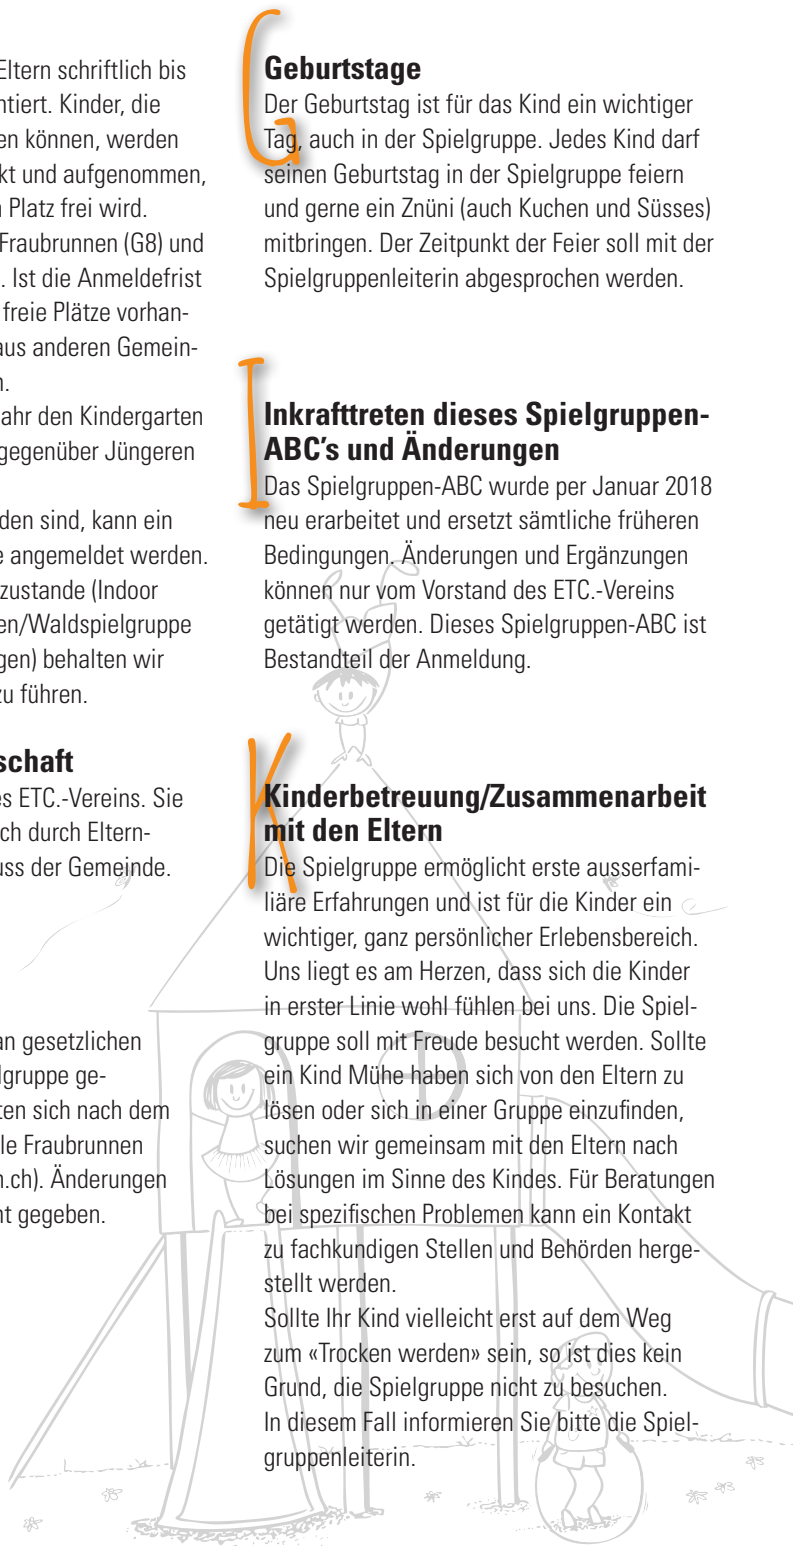 Eltern schriftlich bis
ntiert. Kinder, die
en können, werden
kt und aufgenommen,
Platz frei wird.
Fraubrunnen (G8) und
. Ist die Anmeldefrist
freie Plätze vorhan-
aus anderen Gemein-
n.
ahr den Kindergarten
gegenüber Jüngeren
den sind, kann ein
e angemeldet werden.
zustande (Indoor
en/Waldspielgruppe
gen) behalten wir
zu führen.
schaft
es ETC.-Vereins. Sie
ch durch Eltern-
uss der Gemeinde.
an gesetzlichen
lgruppe ge-
ten sich nach dem
le Fraubrunnen
n.ch). Änderungen
nt gegeben.
G
Geburtstage
Der Geburtstag ist für das Kind ein wichtiger
Tag, auch in der Spielgruppe. Jedes Kind darf
seinen Geburtstag in der Spielgruppe feiern
und gerne ein Znüni (auch Kuchen und Süsses)
mitbringen. Der Zeitpunkt der Feier soll mit der
Spielgruppenleiterin abgesprochen werden.
I
Inkrafttreten dieses Spielgruppen-
ABC’s und Änderungen
Das Spielgruppen-ABC wurde per Januar 2018
neu erarbeitet und ersetzt sämtliche früheren
Bedingungen. Änderungen und Ergänzungen
können nur vom Vorstand des ETC.-Vereins
getätigt werden. Dieses Spielgruppen-ABC ist
Bestandteil der Anmeldung.
K
Kinderbetreuung/Zusammenarbeit
mit den Eltern
Die Spielgruppe ermöglicht erste ausserfami-
liäre Erfahrungen und ist für die Kinder ein
wichtiger, ganz persönlicher Erlebensbereich.
Uns liegt es am Herzen, dass sich die Kinder
in erster Linie wohl fühlen bei uns. Die Spiel-
gruppe soll mit Freude besucht werden. Sollte
ein Kind Mühe haben sich von den Eltern zu
lösen oder sich in einer Gruppe einzufinden,
suchen wir gemeinsam mit den Eltern nach
Lösungen im Sinne des Kindes. Für Beratungen
bei spezifischen Problemen kann ein Kontakt
zu fachkundigen Stellen und Behörden herge-
stellt werden.
Sollte Ihr Kind vielleicht erst auf dem Weg
zum «Trocken werden» sein, so ist dies kein
Grund, die Spielgruppe nicht zu besuchen.
In diesem Fall informieren Sie bitte die Spiel-
gruppenleiterin.